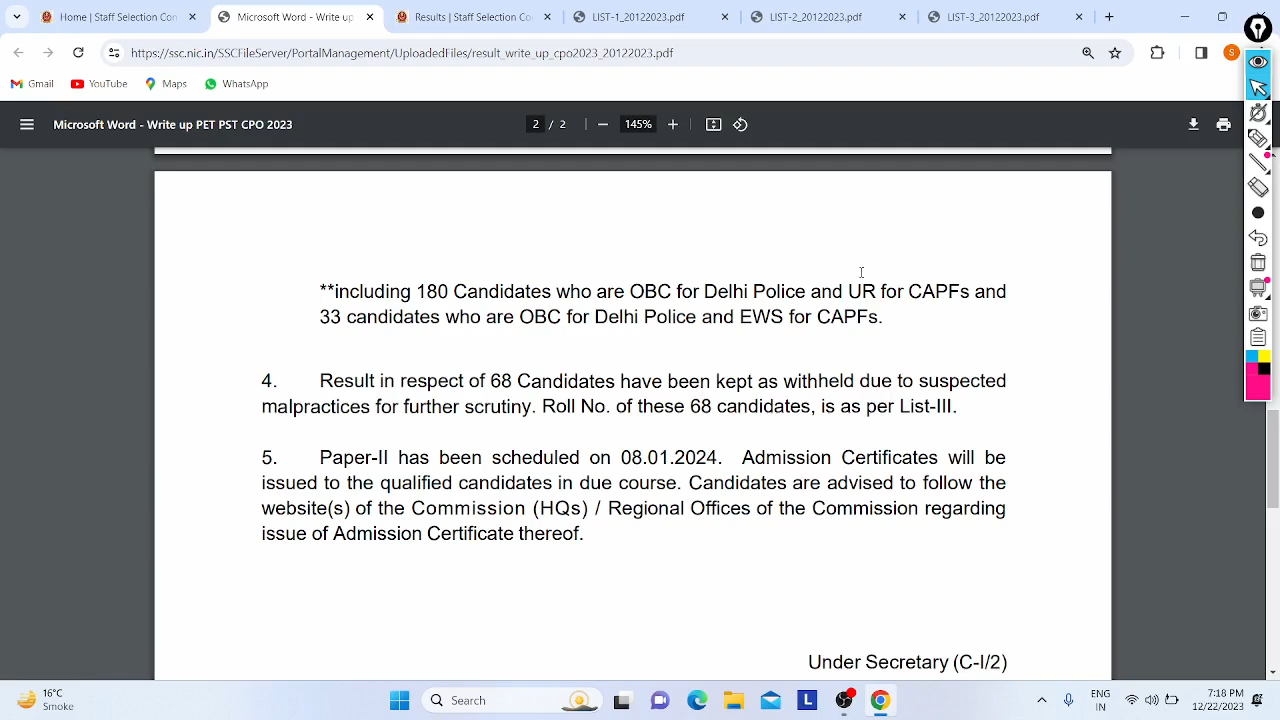 Home | Staff Selection Con
Microsoft Word - Write up
Results | Staff Selection Co
LIST-1_20122023.pdf
LIST-2_20122023.pdf
LIST-3_20122023.pdf
https://ssc.nic.in/SSCFileServer/PortalManagement/UploadedFiles/result_write_up_cpo2023_20122023.pdf
S
Gmail
YouTube
Maps
WhatsApp
Microsoft Word - Write up PET PST CPO 2023
2 / 2
145%
**including 180 Candidates who are OBC for Delhi Police and UR for CAPFs and
33 candidates who are OBC for Delhi Police and EWS for CAPFs.
4. Result in respect of 68 Candidates have been kept as withheld due to suspected
malpractices for further scrutiny. Roll No. of these 68 candidates, is as per List-III.
5. Paper-II has been scheduled on 08.01.2024. Admission Certificates will be
issued to the qualified candidates in due course. Candidates are advised to follow the
website(s) of the Commission (HQs) / Regional Offices of the Commission regarding
issue of Admission Certificate thereof.
Under Secretary (C-I/2)
16°C
Smoke
Search
L
ENG
IN
7:18 PM
12/22/2023